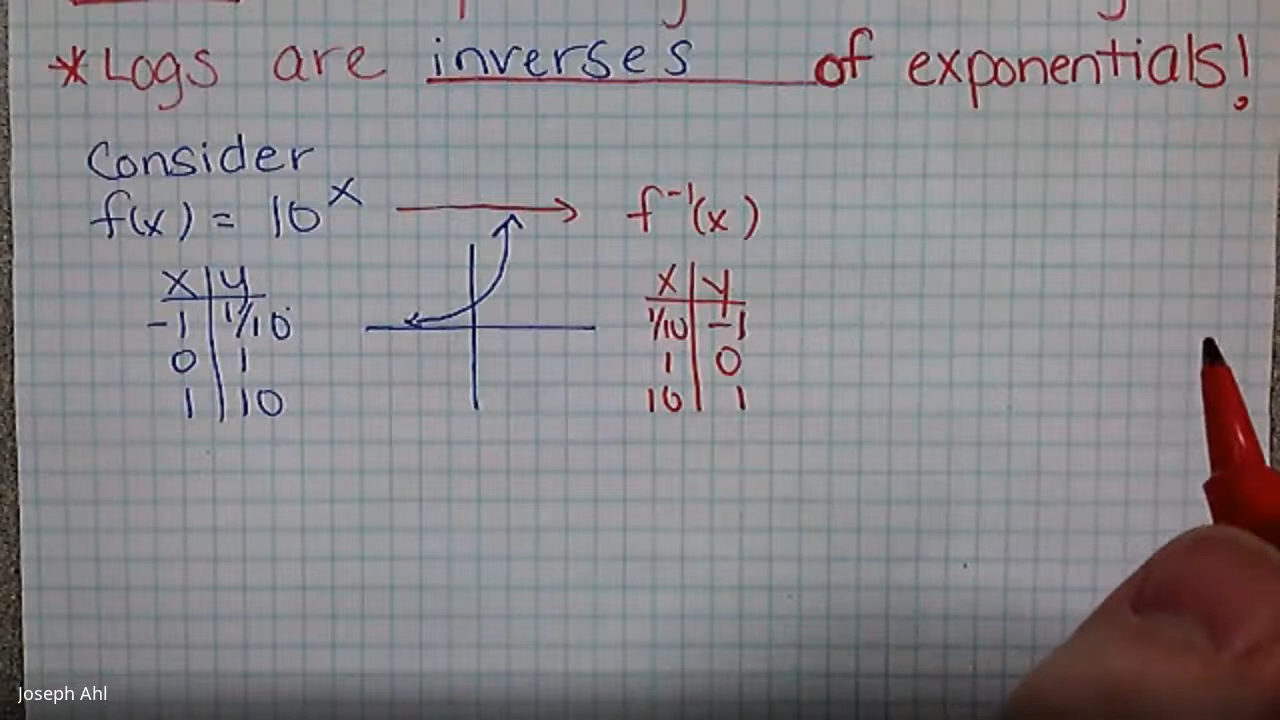 *Logs are inverses of exponentials!
Consider
f(x) = 10^x → f⁻¹(x)
x | y
-1 | 1/10
0 | 1
1 | 10
x | y
1/10 | -1
1 | 0
10 | 1
Joseph Ahl